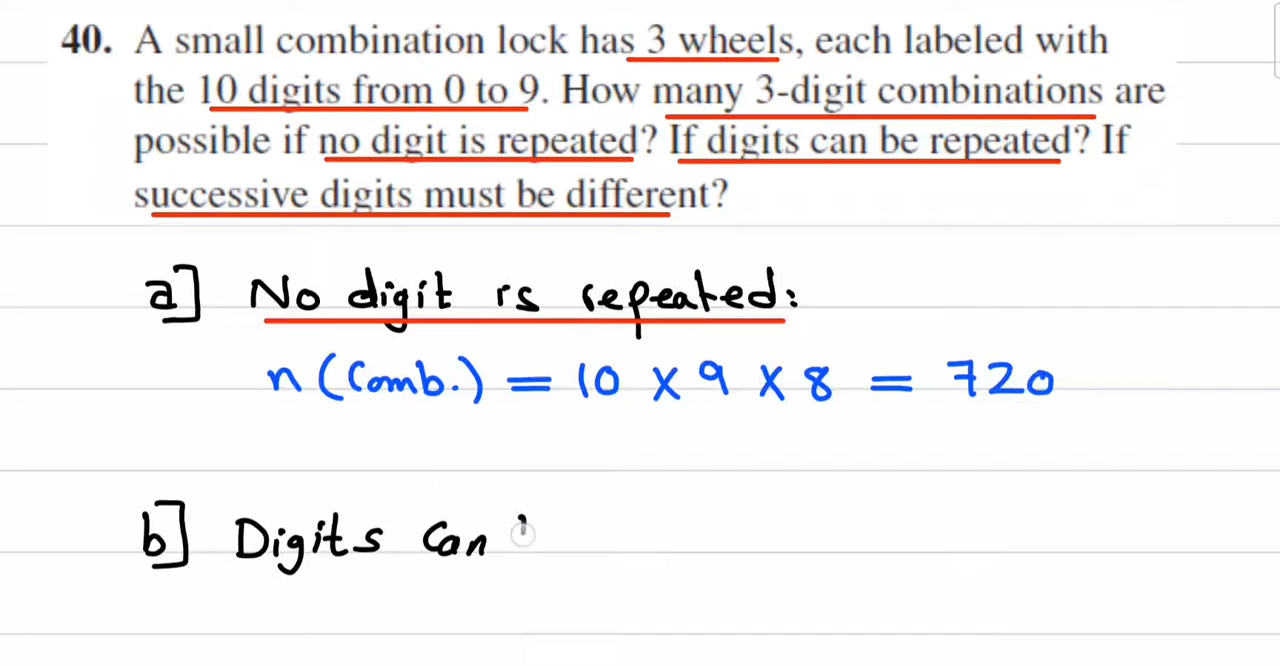 40. A small combination lock has 3 wheels, each labeled with
the 10 digits from 0 to 9. How many 3-digit combinations are
possible if no digit is repeated? If digits can be repeated? If
successive digits must be different?
a] No digit is repeated:
n (Comb.) = 10 x 9 x 8 = 720
b] Digits can